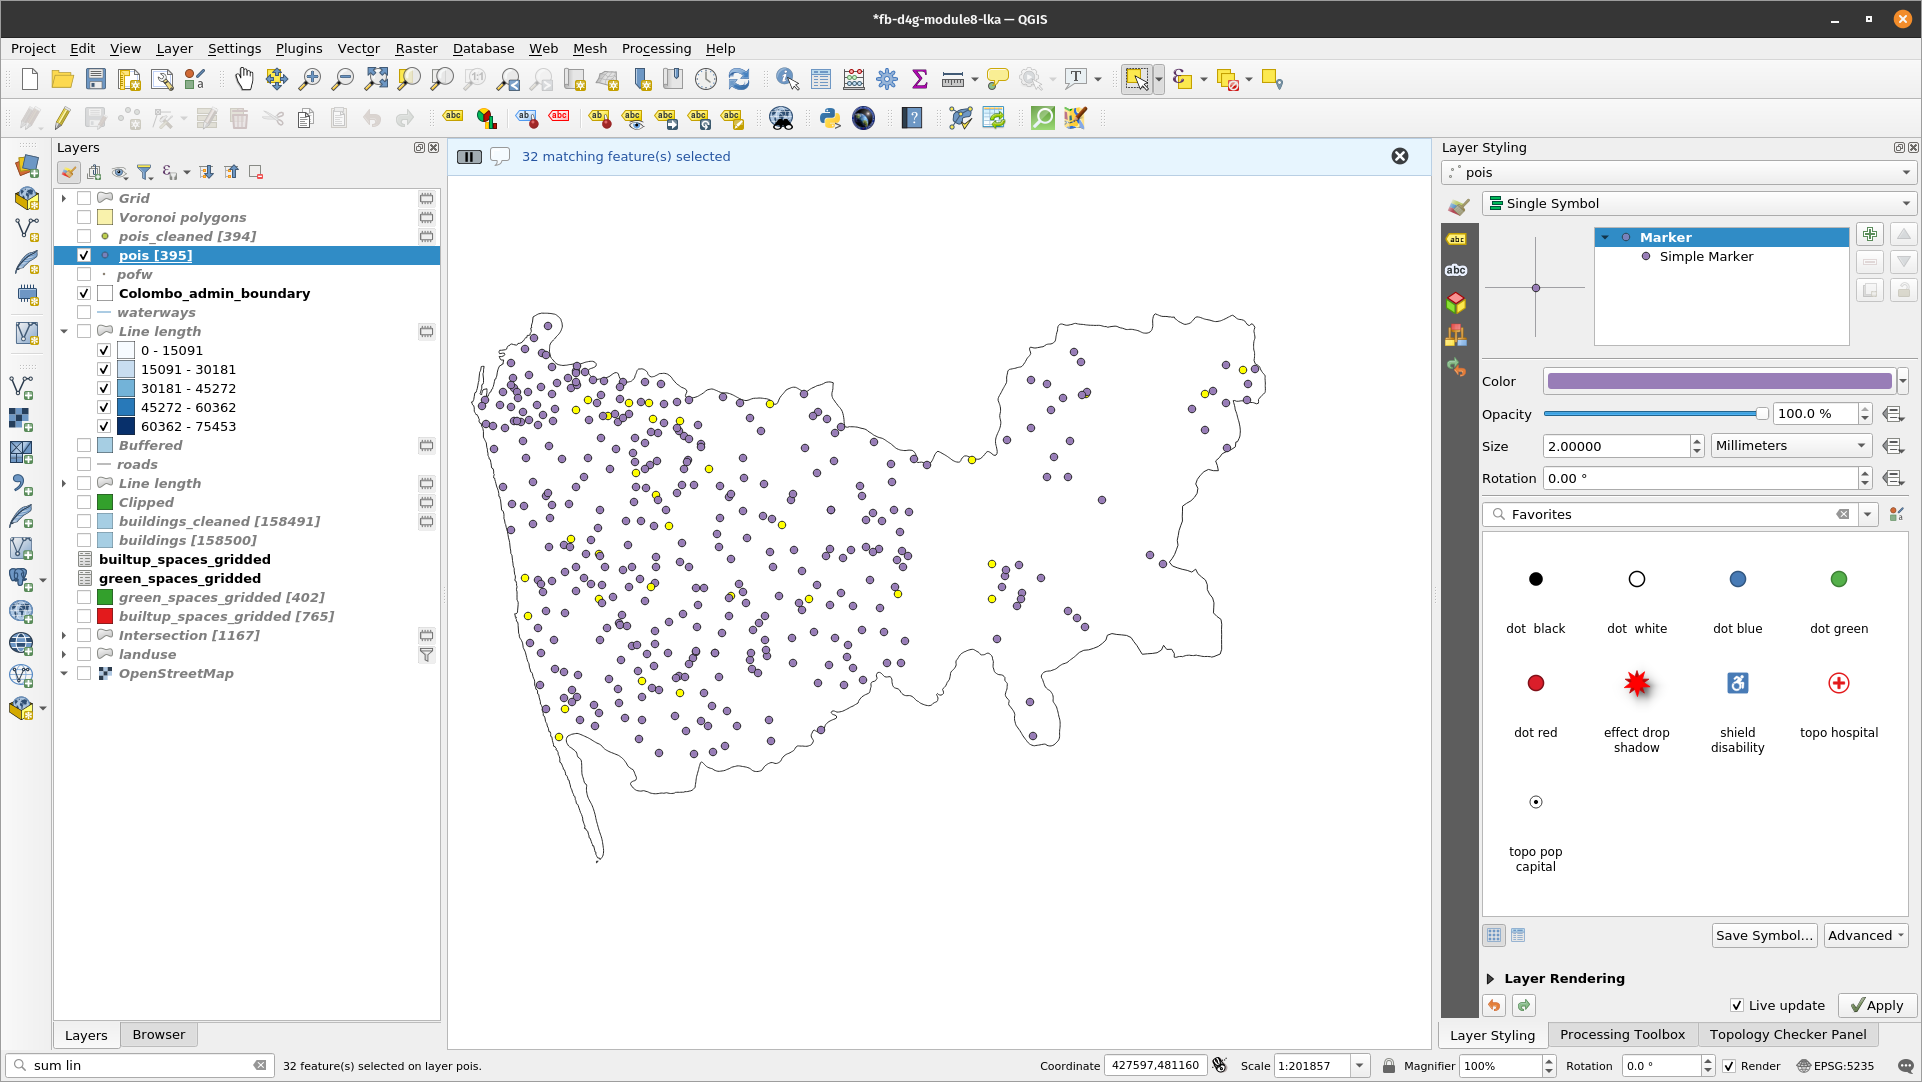 *fb-d4g-module8-lka — QGIS
Project Edit View Layer Settings Plugins Vector Raster Database Web Mesh Processing Help
Layers
Grid
Voronoi polygons
pois_cleaned [394]
pois [395]
pofw
Colombo_admin_boundary
waterways
Line length
0 - 15091
15091 - 30181
30181 - 45272
45272 - 60362
60362 - 75453
Buffered
roads
Line length
Clipped
buildings_cleaned [158491]
buildings [158500]
builtup_spaces_gridded
green_spaces_gridded
green_spaces_gridded [402]
builtup_spaces_gridded [765]
Intersection [1167]
landuse
OpenStreetMap
Layers Browser
32 matching feature(s) selected
Layer Styling
pois
Single Symbol
Marker
Simple Marker
Color
Opacity 100.0 %
Size 2.00000 Millimeters
Rotation 0.00 °
Favorites
dot black dot white dot blue dot green
dot red effect drop shadow shield disability topo hospital
topo pop capital
Save Symbol... Advanced
Layer Rendering
Live update Apply
Layer Styling Processing Toolbox Topology Checker Panel
sum lin 32 feature(s) selected on layer pois. Coordinate 427597,481160 Scale 1:201857 Magnifier 100% Rotation 0.0 ° Render EPSG:5235